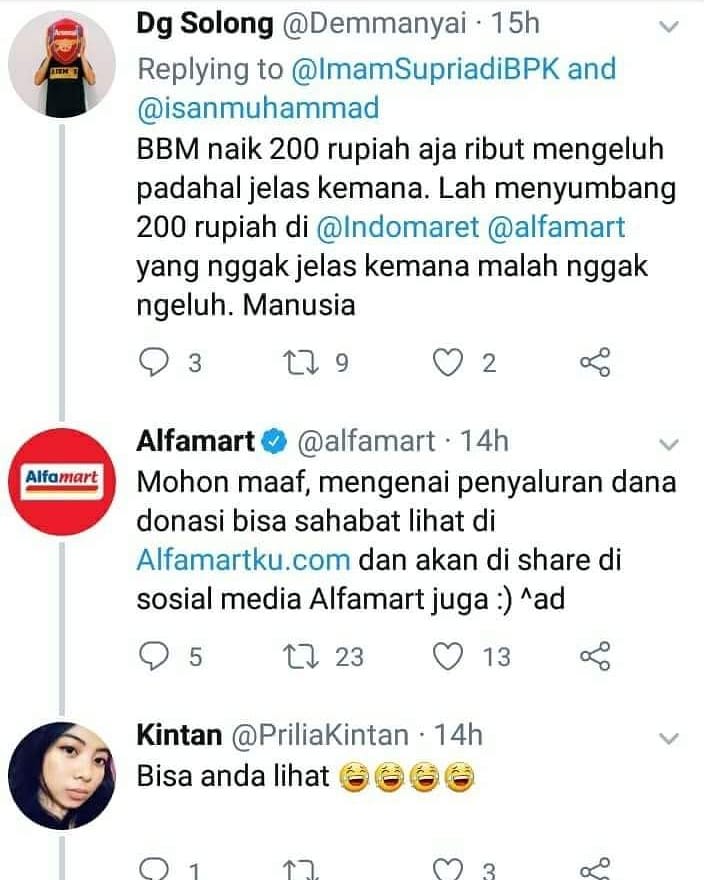 Dg Solong @Demmanyai · 15h
Replying to @ImamSupriadiBPK and
@isanmuhammad
BBM naik 200 rupiah aja ribut mengeluh
padahal jelas kemana. Lah menyumbang
200 rupiah di @Indomaret @alfamart
yang nggak jelas kemana malah nggak
ngeluh. Manusia
3 9 2
Alfamart @alfamart · 14h
Alfamart
Mohon maaf, mengenai penyaluran dana
donasi bisa sahabat lihat di
Alfamartku.com dan akan di share di
sosial media Alfamart juga :) ^ad
5 23 13
Kintan @PriliaKintan · 14h
Bisa anda lihat 😂😂😂😂
1 3